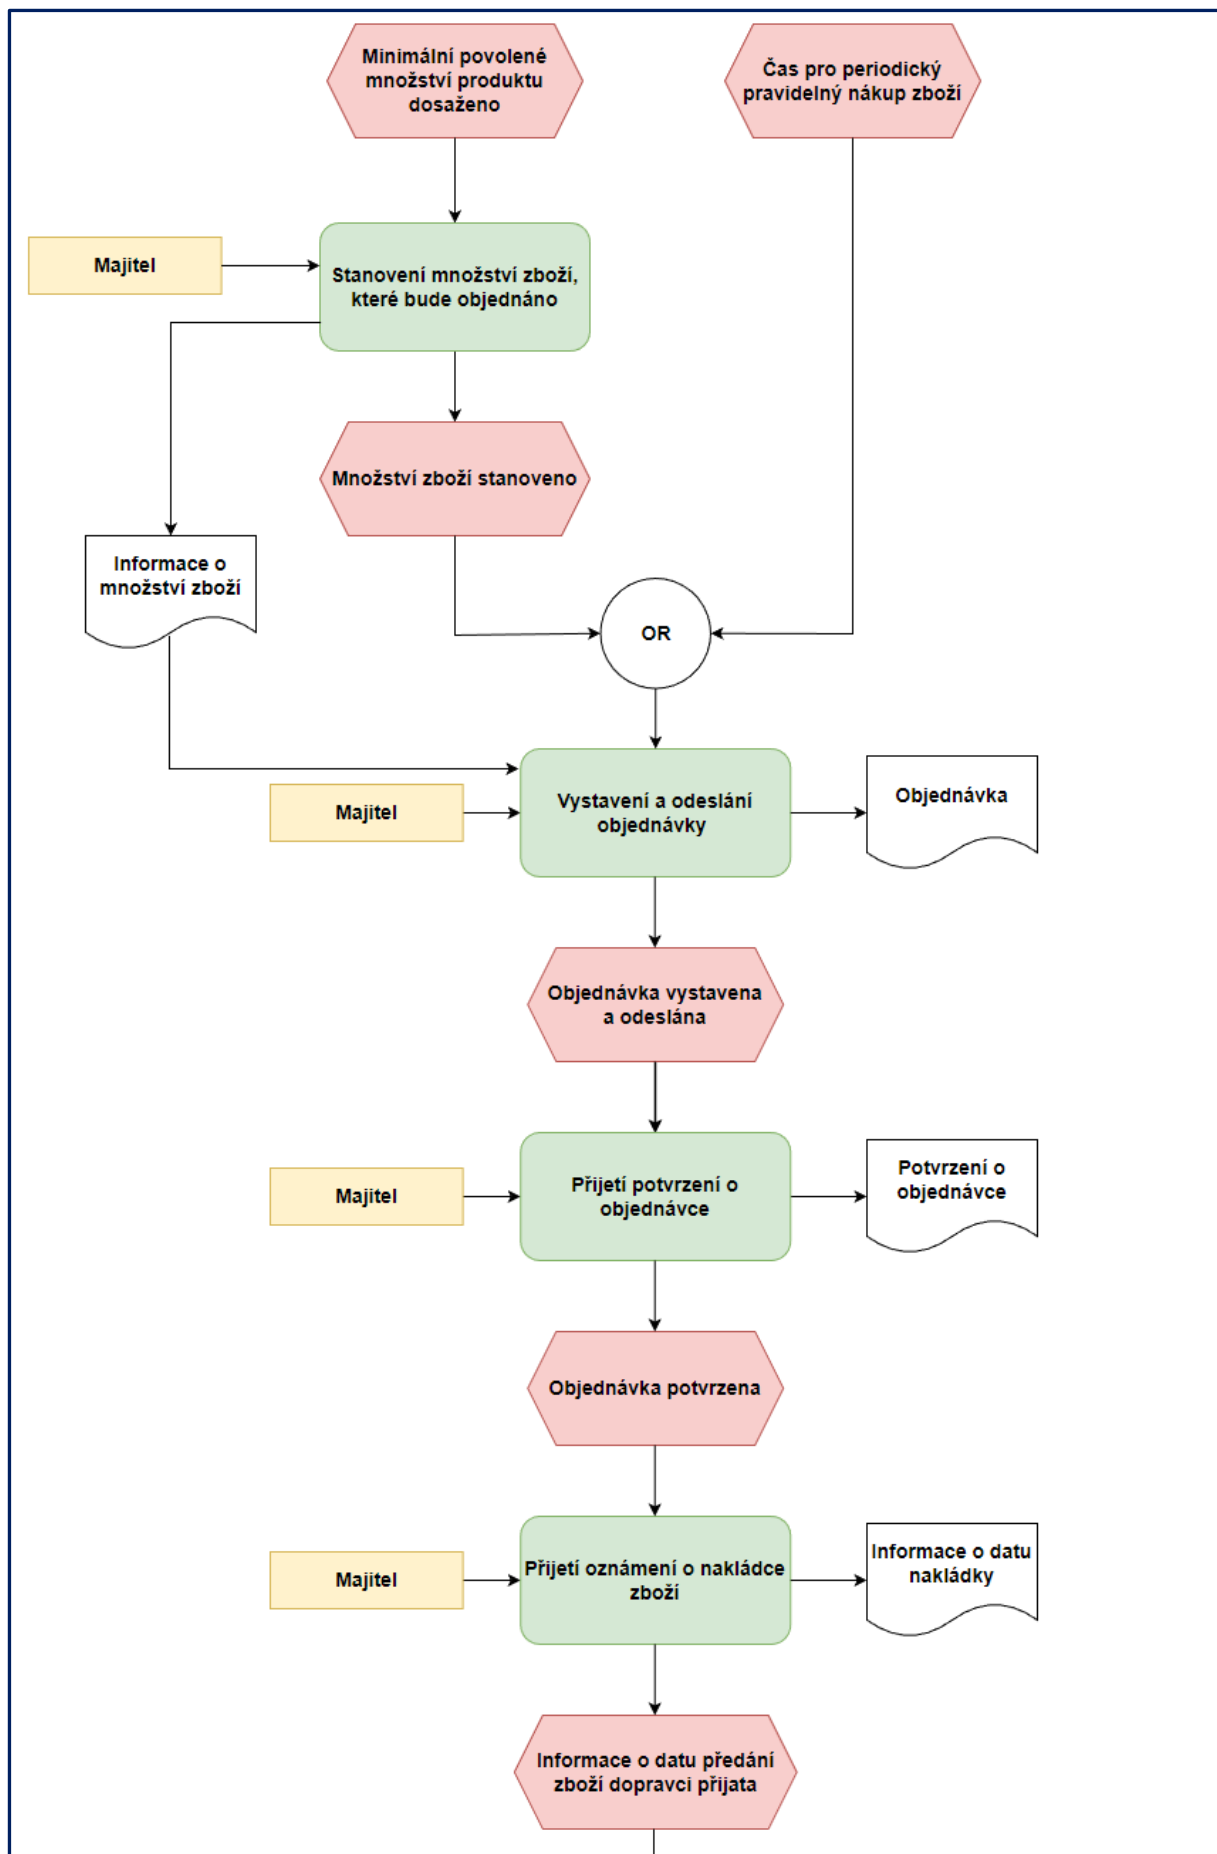 Minimální povolené
množství produktu
dosaženo
Čas pro periodický
pravidelný nákup zboží
Majitel
Stanovení množství zboží,
které bude objednáno
Množství zboží stanoveno
Informace o
množství zboží
OR
Majitel
Vystavení a odeslání
objednávky
Objednávka
Objednávka vystavena
a odeslána
Majitel
Přijetí potvrzení o
objednávce
Potvrzení o
objednávce
Objednávka potvrzena
Majitel
Přijetí oznámení o nakládce
zboží
Informace o datu
nakládky
Informace o datu předání
zboží dopravci přijata